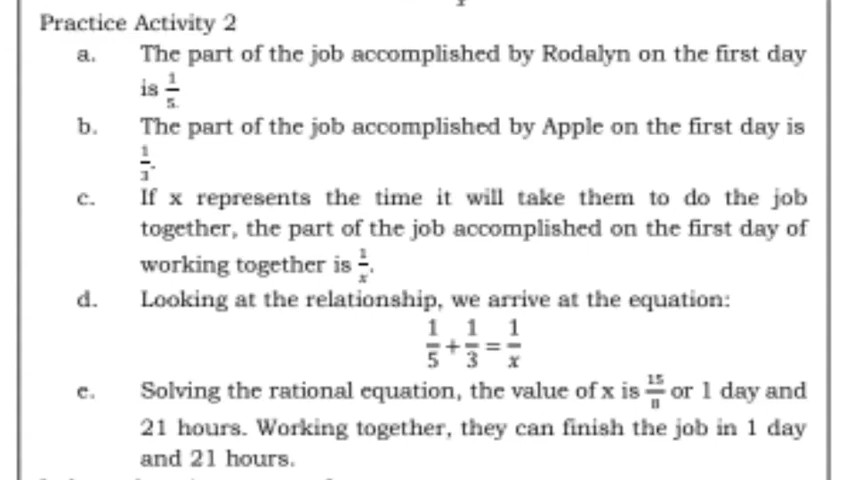 Practice Activity 2
a. The part of the job accomplished by Rodalyn on the first day
is 1/5.
b. The part of the job accomplished by Apple on the first day is
1/3.
c. If x represents the time it will take them to do the job
together, the part of the job accomplished on the first day of
working together is 1/x.
d. Looking at the relationship, we arrive at the equation:
1/5 + 1/3 = 1/x
e. Solving the rational equation, the value of x is 15/8 or 1 day and
21 hours. Working together, they can finish the job in 1 day
and 21 hours.